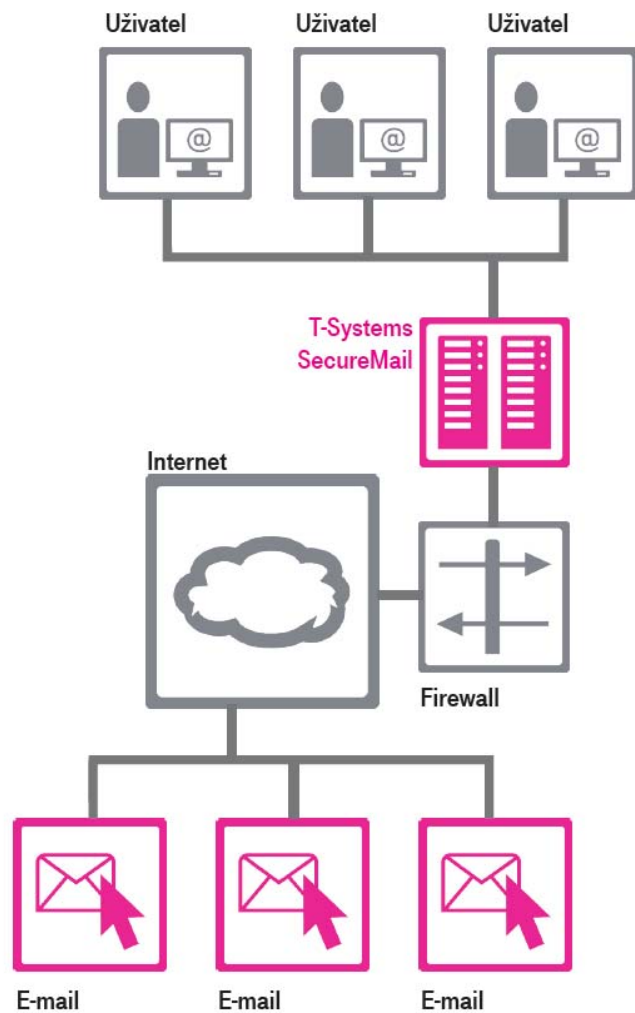 Uživatel Uživatel Uživatel
@ @ @
T-Systems
SecureMail
Internet
Firewall
E-mail E-mail E-mail